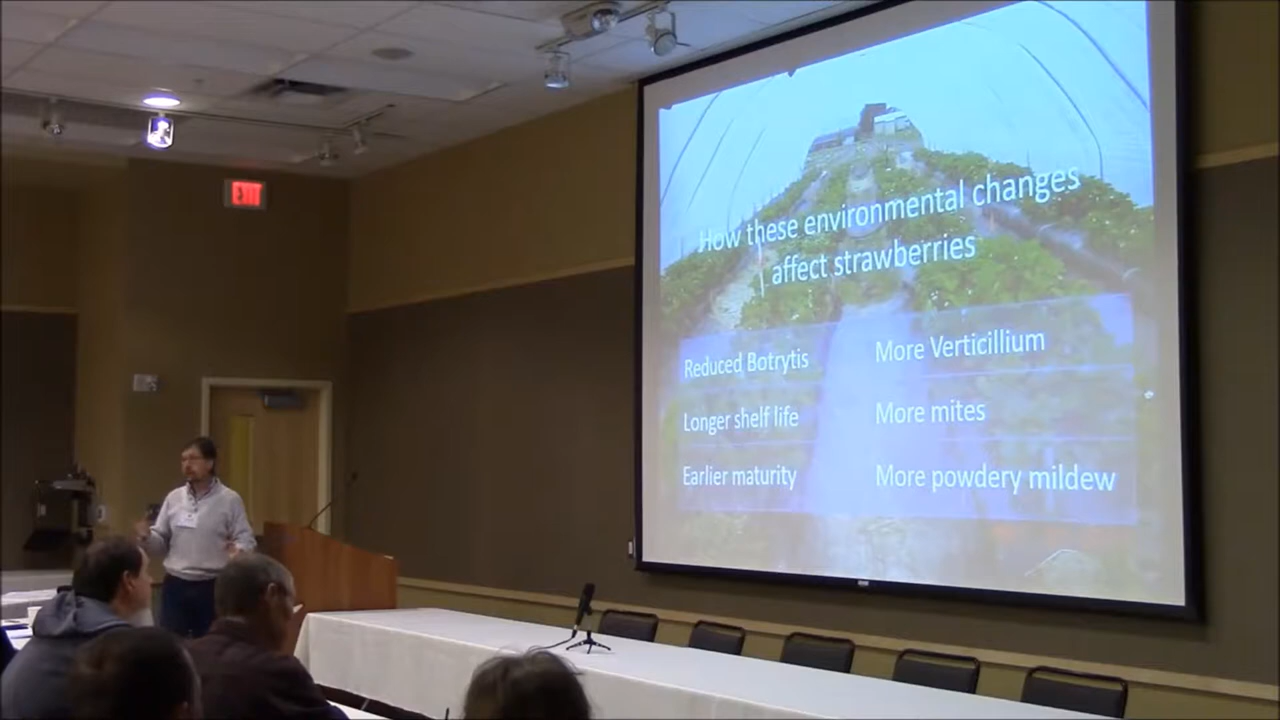 EXIT
How these environmental changes
affect strawberries
Reduced Botrytis
More Verticillium
Longer shelf life
More mites
Earlier maturity
More powdery mildew